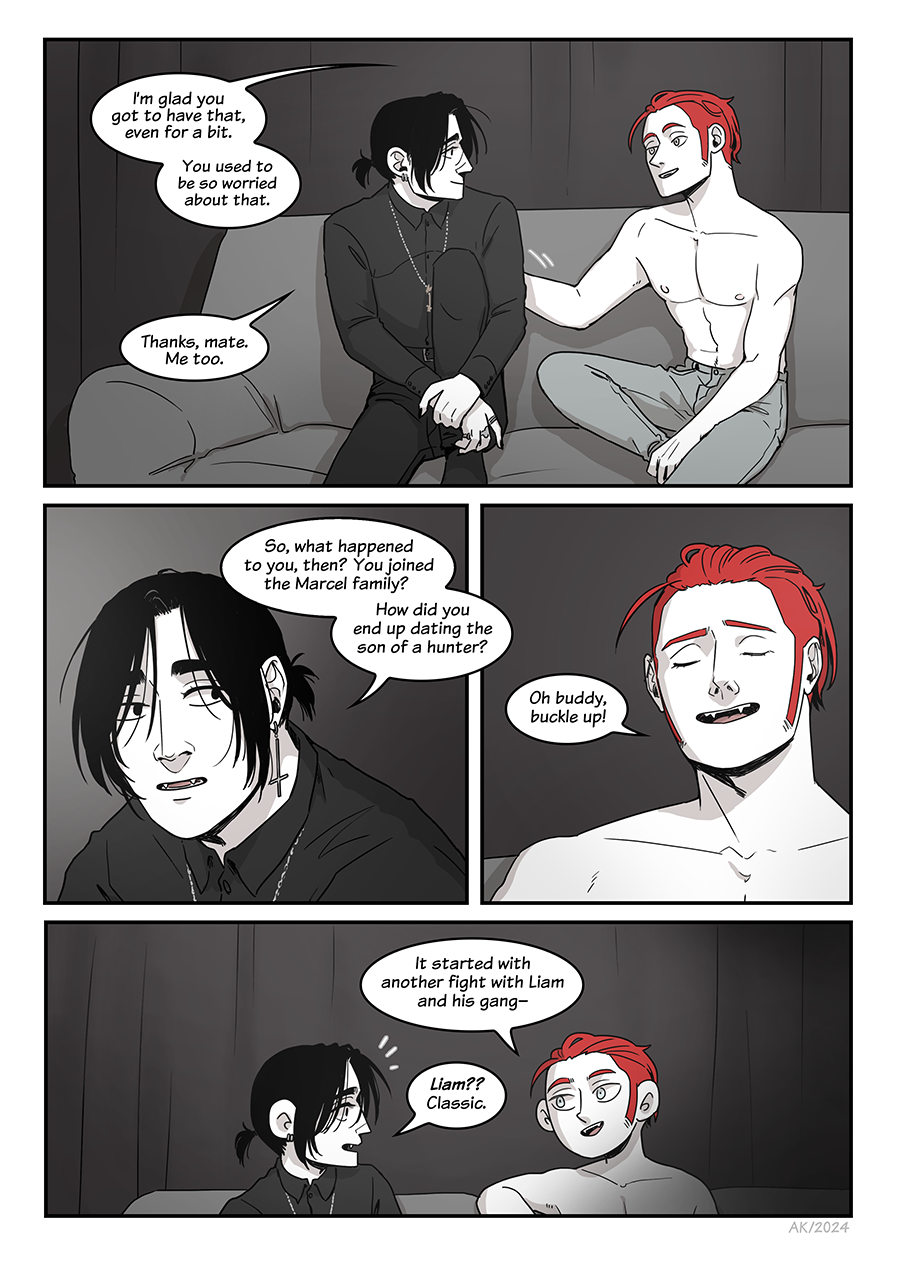 I'm glad you
got to have that,
even for a bit.
You used to
be so worried
about that.
Thanks, mate.
Me too.
So, what happened
to you, then? You joined
the Marcel family?
How did you
end up dating the
son of a hunter?
Oh buddy,
buckle up!
It started with
another fight with Liam
and his gang–
Liam??
Classic.
AK/2024